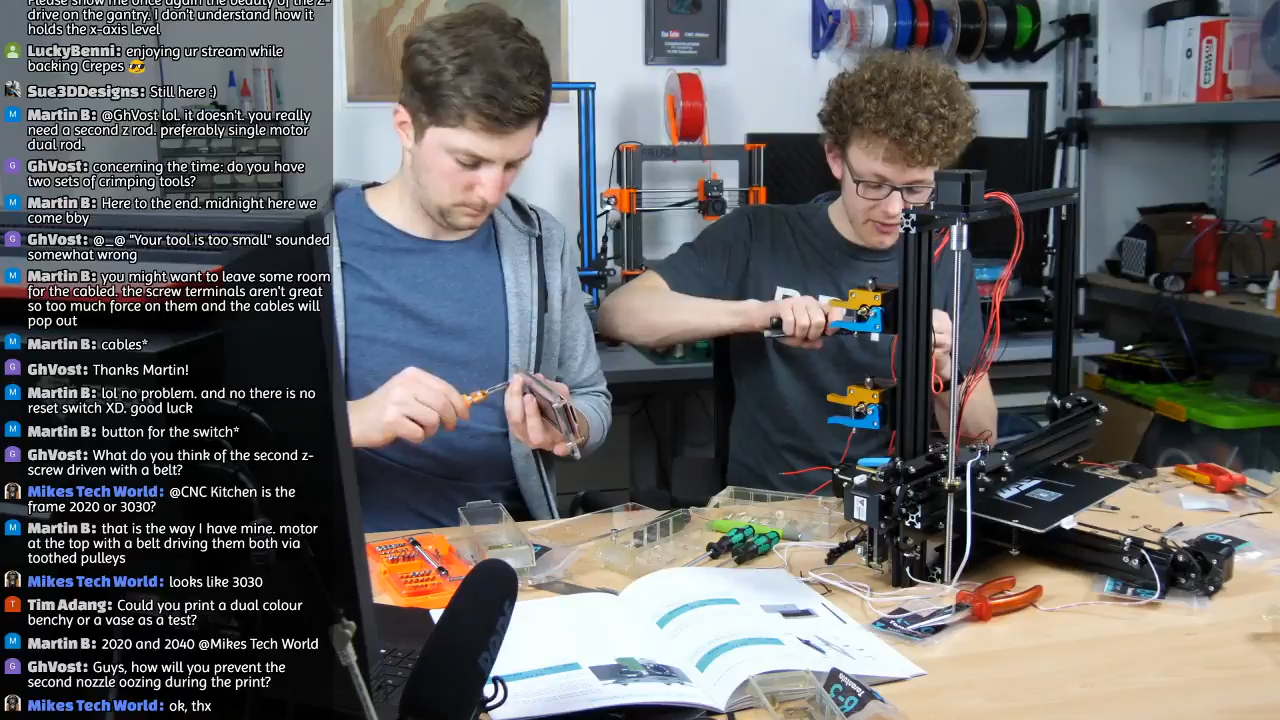 Please show me once again the beauty of the z-
drive on the gantry. I don't understand how it
holds the x-axis level
LuckyBenni: enjoying ur stream while
backing Crepes
Sue3DDesigns: Still here :)
Martin B: @GhVost lol. it doesn't. you really
need a second z rod. preferably single motor
dual rod.
GhVost: concerning the time: do you have
two sets of crimping tools?
Martin B: Here to the end. midnight here we
come bby
GhVost: @_@ "Your tool is too small" sounded
somewhat wrong
Martin B: you might want to leave some room
for the cabled. the screw terminals aren't great
so too much force on them and the cables will
pop out
Martin B: cables*
GhVost: Thanks Martin!
Martin B: lol no problem. and no there is no
reset switch XD. good luck
Martin B: button for the switch*
GhVost: What do you think of the second z-
screw driven with a belt?
Mikes Tech World: @CNC Kitchen is the
frame 2020 or 3030?
Martin B: that is the way I have mine. motor
at the top with a belt driving them both via
toothed pulleys
Mikes Tech World: looks like 3030
Tim Adang: Could you print a dual colour
benchy or a vase as a test?
Martin B: 2020 and 2040 @Mikes Tech World
GhVost: Guys, how will you prevent the
second nozzle oozing during the print?
Mikes Tech World: ok, thx
YouTube
PRUSA